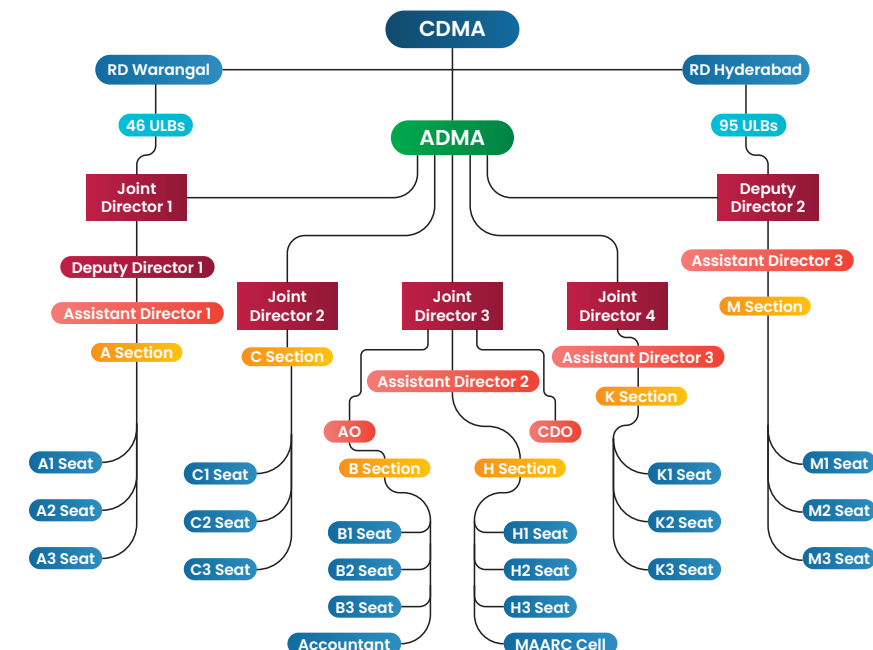 CDMA
RD Warangal
RD Hyderabad
46 ULBs
95 ULBs
ADMA
Joint
Director 1
Deputy
Director 2
Deputy Director 1
Assistant Director 3
Assistant Director 1
Joint
Director 2
Joint
Director 3
Joint
Director 4
M Section
A Section
C Section
Assistant Director 3
Assistant Director 2
K Section
AO
CDO
B Section
H Section
A1 Seat
A2 Seat
A3 Seat
C1 Seat
C2 Seat
C3 Seat
B1 Seat
B2 Seat
B3 Seat
Accountant
H1 Seat
H2 Seat
H3 Seat
MAARC Cell
K1 Seat
K2 Seat
K3 Seat
M1 Seat
M2 Seat
M3 Seat